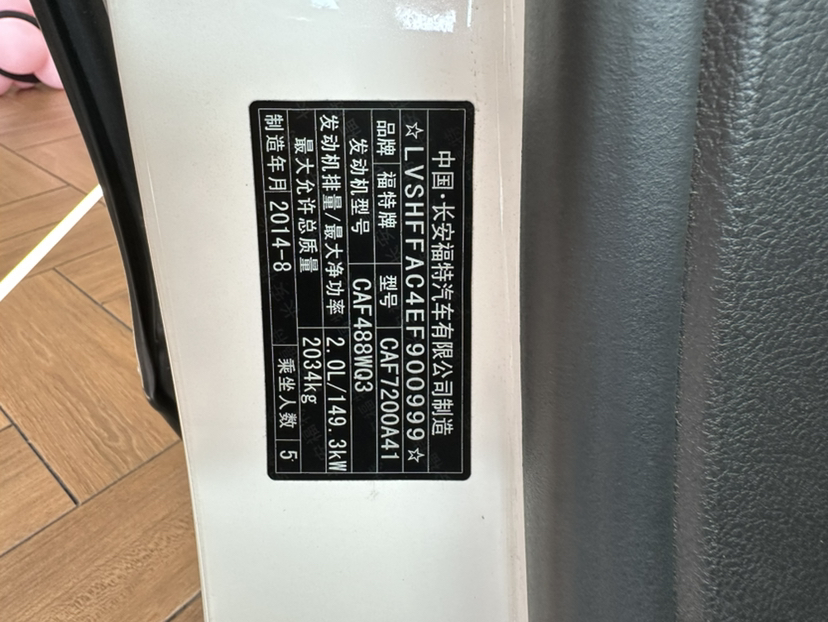 中国·长安福特汽车有限公司制造
☆LVSHFFAC4EF900999☆
品牌 福特牌 型号 CAF7200A41
发动机型号 CAF488WQ3
发动机排量/最大净功率 2.0L/149.3kW
最大允许总质量 2034kg
制造年月 2014-8 乘坐人数 5